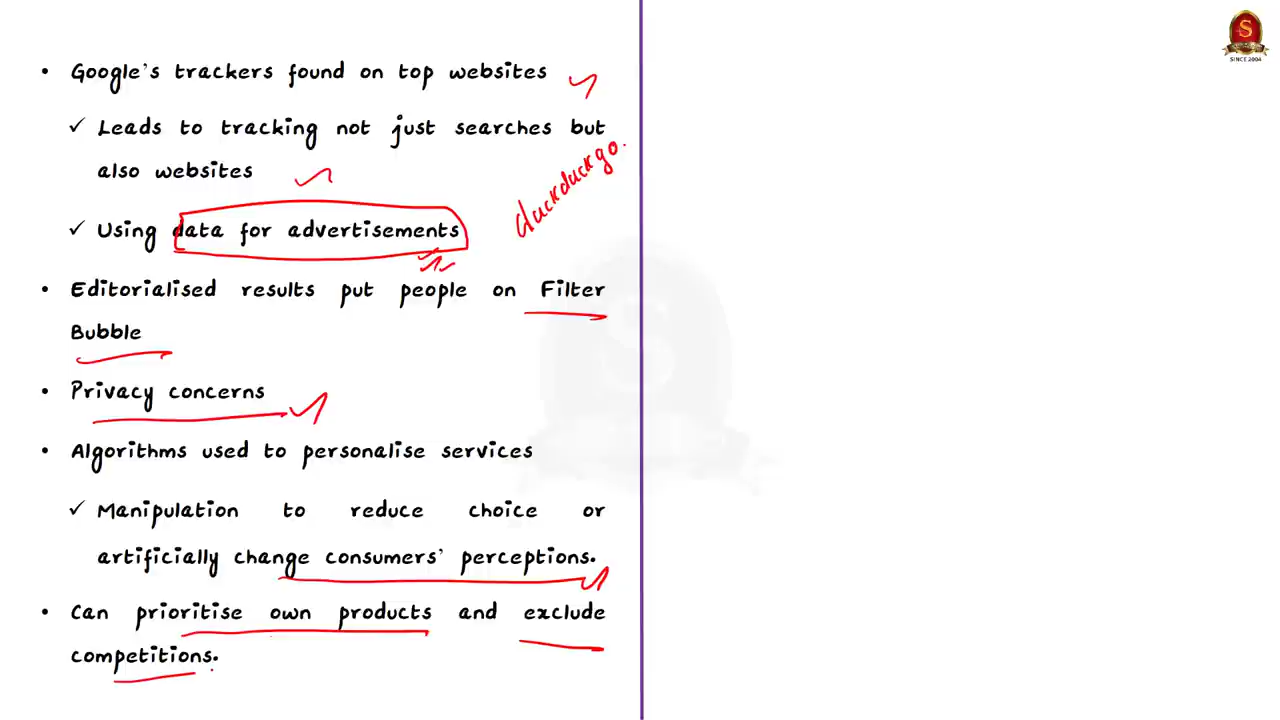 • Google's trackers found on top websites
✓ Leads to tracking not just searches but
also websites
duckduckgo.
✓ Using data for advertisements
• Editorialised results put people on Filter
Bubble
• Privacy concerns
• Algorithms used to personalise services
✓ Manipulation to reduce choice or
artificially change consumers' perceptions.
• Can prioritise own products and exclude
competitions.
S
SINCE 2004